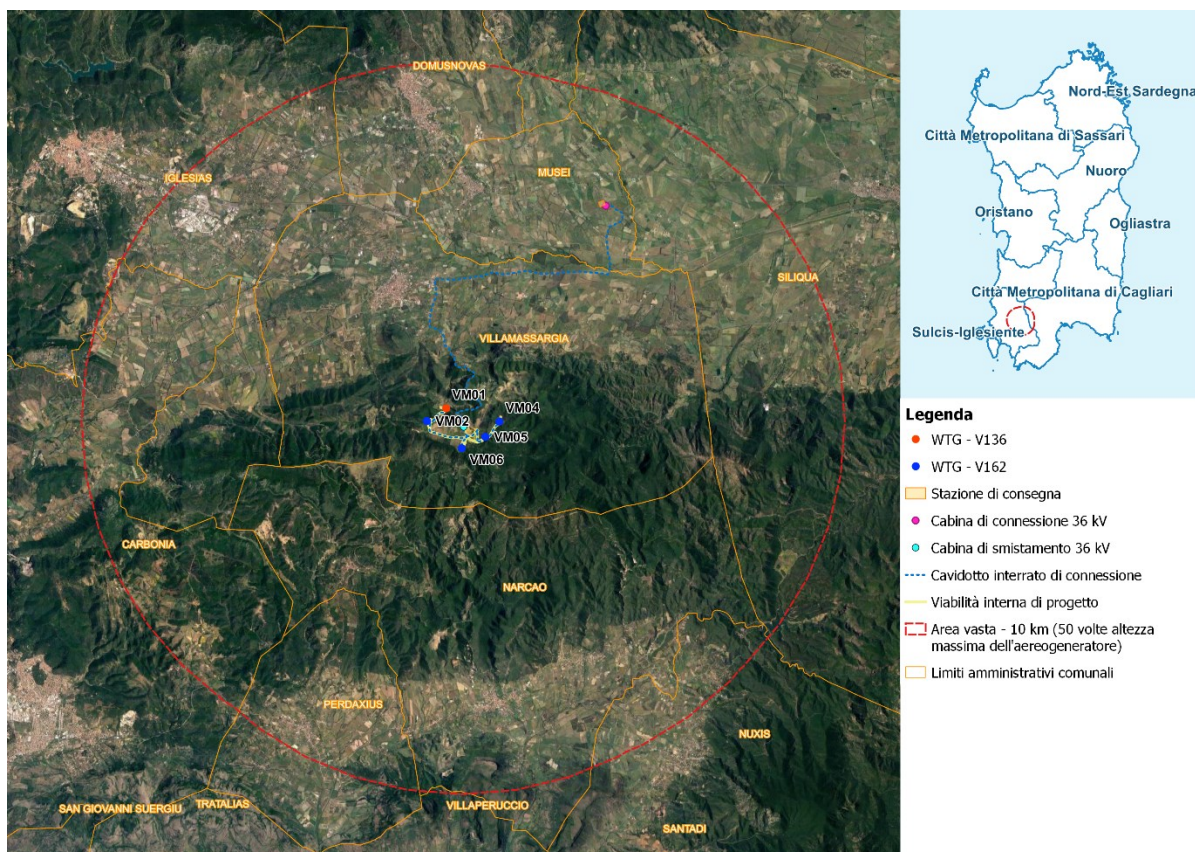 DOMUSNOVAS
IGLESIAS
MUSEI
SILIQUA
VILLAMASSARGIA
VM01
VM02
VM04
VM05
VM06
CARBONIA
NARCAO
PERDAXIUS
NUXIS
SAN GIOVANNI SUERGIU
TRATALIAS
VILLAPERUCCIO
SANTADI
Nord-Est Sardegna
Città Metropolitana di Sassari
Nuoro
Oristano
Ogliastra
Città Metropolitana di Cagliari
Sulcis-Iglesiente
Legenda
WTG - V136
WTG - V162
Stazione di consegna
Cabina di connessione 36 kV
Cabina di smistamento 36 kV
Cavidotto interrato di connessione
Viabilità interna di progetto
Area vasta - 10 km (50 volte altezza
massima dell'aereogeneratore)
Limiti amministrativi comunali